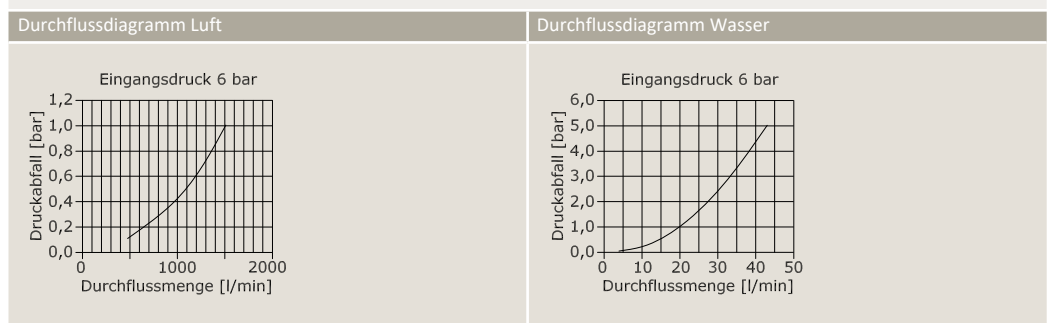 Durchflussdiagramm Luft
Eingangsdruck 6 bar
Druckabfall [bar]
1,2
1,0
0,8
0,6
0,4
0,2
0,0
0 1000 2000
Durchflussmenge [l/min]
Durchflussdiagramm Wasser
Eingangsdruck 6 bar
Druckabfall [bar]
6,0
5,0
4,0
3,0
2,0
1,0
0,0
0 10 20 30 40 50
Durchflussmenge [l/min]